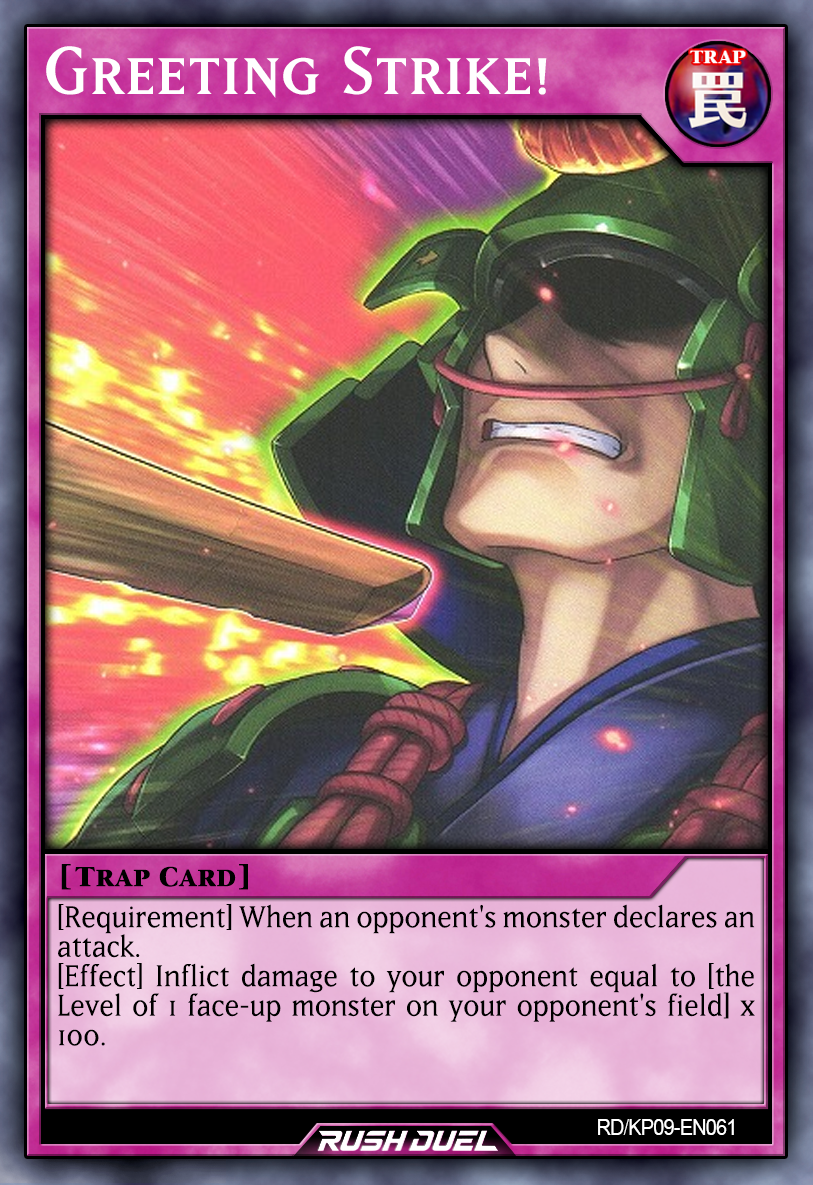 Greeting Strike!
TRAP
罠
[Trap Card]
[Requirement] When an opponent's monster declares an
attack.
[Effect] Inflict damage to your opponent equal to [the
Level of 1 face-up monster on your opponent's field] x
100.
RD/KP09-EN061
RUSH DUEL